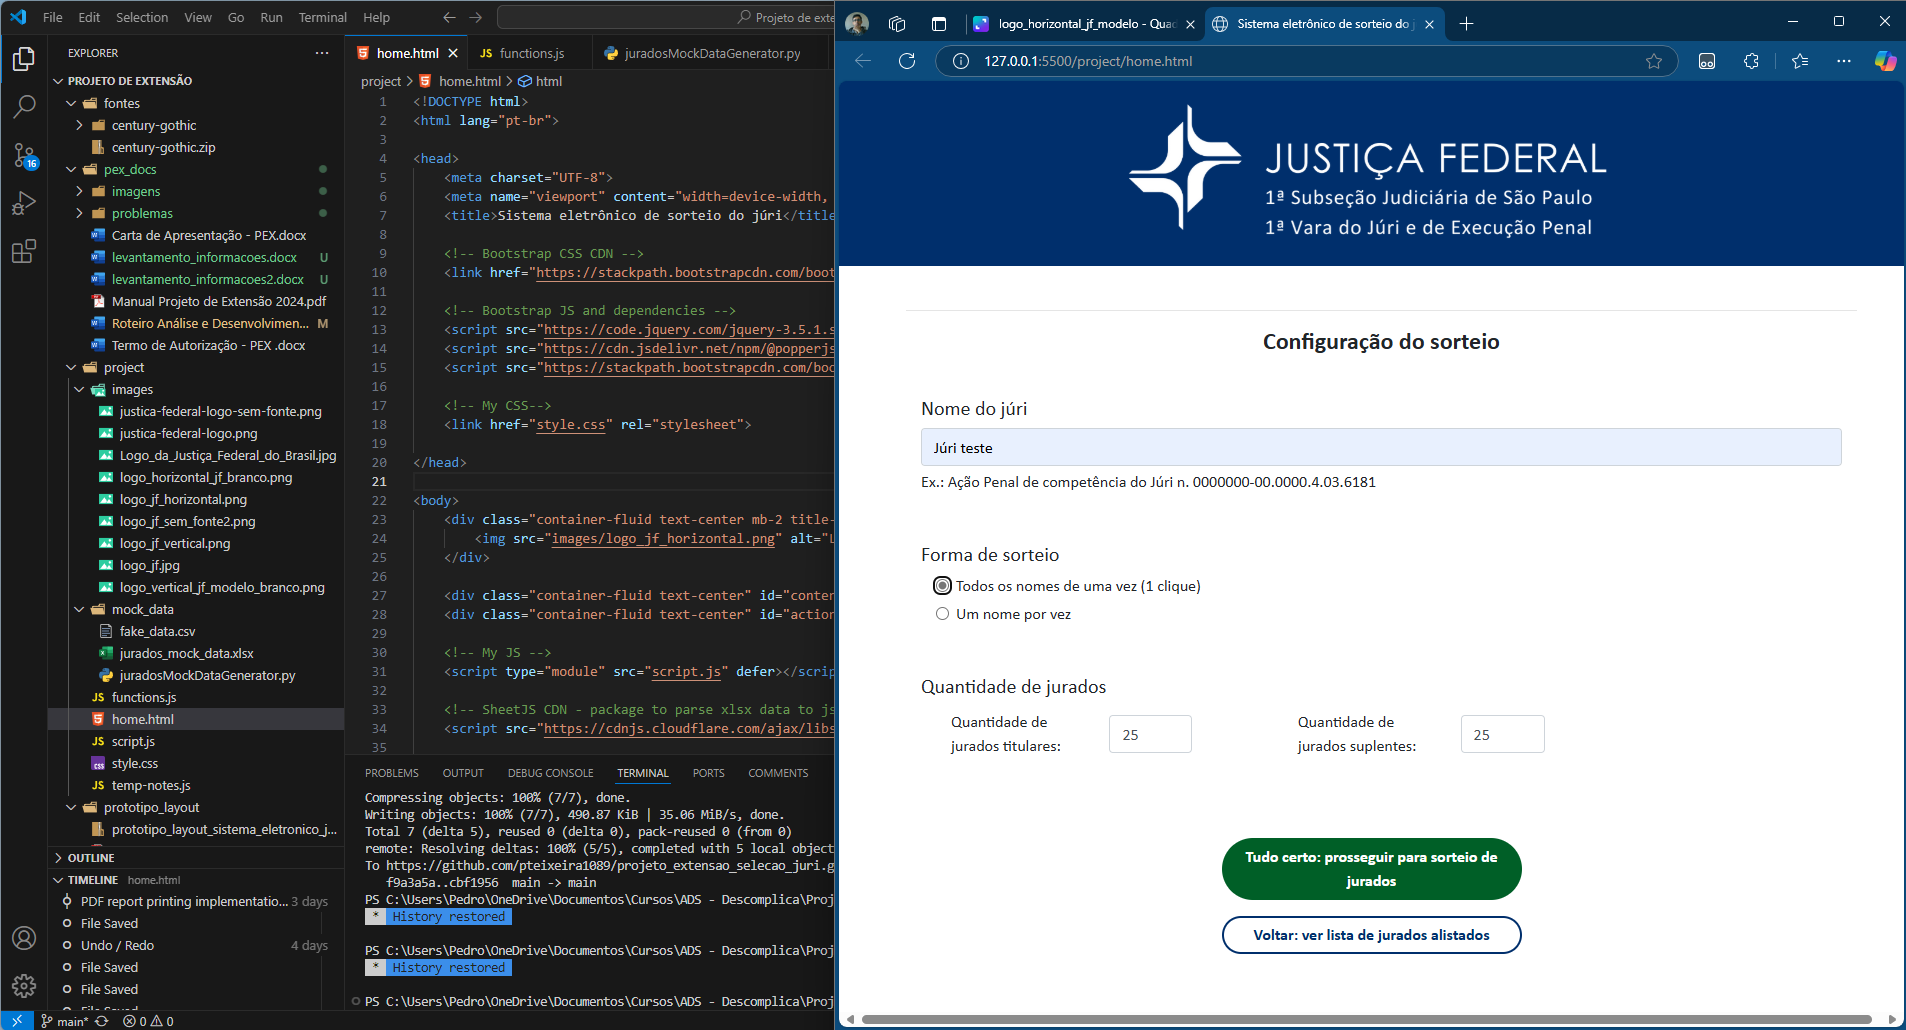 File Edit Selection View Go Run Terminal Help
Projeto de exte
EXPLORER
PROJETO DE EXTENSÃO
fontes
century-gothic
century-gothic.zip
pex_docs
imagens
problemas
Carta de Apresentação - PEX.docx
levantamento_informacoes.docx U
levantamento_informacoes2.docx U
Manual Projeto de Extensão 2024.pdf
Roteiro Análise e Desenvolvimen... M
Termo de Autorização - PEX .docx
project
images
justica-federal-logo-sem-fonte.png
justica-federal-logo.png
Logo_da_Justiça_Federal_do_Brasil.jpg
logo_horizontal_jf_branco.png
logo_jf_horizontal.png
logo_jf_sem_fonte2.png
logo_jf_vertical.png
logo_jf.jpg
logo_vertical_jf_modelo_branco.png
mock_data
fake_data.csv
jurados_mock_data.xlsx
juradosMockDataGenerator.py
JS functions.js
home.html
JS script.js
style.css
JS temp-notes.js
prototipo_layout
prototipo_layout_sistema_eletronico_j...
OUTLINE
TIMELINE home.html
PDF report printing implementatio... 3 days
File Saved
Undo / Redo 4 days
File Saved
File Saved
File Saved
16
main* 0 0
home.html JS functions.js juradosMockDataGenerator.py
project > home.html > html
1 <!DOCTYPE html>
2 <html lang="pt-br">
3
4 <head>
5 <meta charset="UTF-8">
6 <meta name="viewport" content="width=device-width,
7 <title>Sistema eletrônico de sorteio do júri</title
8
9 <!-- Bootstrap CSS CDN -->
10 <link href="https://stackpath.bootstrapcdn.com/boot
11
12 <!-- Bootstrap JS and dependencies -->
13 <script src="https://code.jquery.com/jquery-3.5.1.s
14 <script src="https://cdn.jsdelivr.net/npm/@popperjs
15 <script src="https://stackpath.bootstrapcdn.com/boo
16
17 <!-- My CSS-->
18 <link href="style.css" rel="stylesheet">
19
20 </head>
21
22 <body>
23 <div class="container-fluid text-center mb-2 title-
24 <img src="images/logo_jf_horizontal.png" alt="L
25 </div>
26
27 <div class="container-fluid text-center" id="conter
28 <div class="container-fluid text-center" id="action
29
30 <!-- My JS -->
31 <script type="module" src="script.js" defer></scrip
32
33 <!-- SheetJS CDN - package to parse xlsx data to js
34 <script src="https://cdnjs.cloudflare.com/ajax/libs
35
PROBLEMS OUTPUT DEBUG CONSOLE TERMINAL PORTS COMMENTS
Compressing objects: 100% (7/7), done.
Writing objects: 100% (7/7), 490.87 KiB | 35.06 MiB/s, done.
Total 7 (delta 5), reused 0 (delta 0), pack-reused 0 (from 0)
remote: Resolving deltas: 100% (5/5), completed with 5 local object
To https://github.com/pteixeira1089/projeto_extensao_selecao_juri.g
f9a3a5a..cbf1956 main -> main
PS C:\Users\Pedro\OneDrive\Documentos\Cursos\ADS - Descomplica\Proj
* History restored
PS C:\Users\Pedro\OneDrive\Documentos\Cursos\ADS - Descomplica\Proj
* History restored
PS C:\Users\Pedro\OneDrive\Documentos\Cursos\ADS - Descomplica\Proj
logo_horizontal_jf_modelo - Quad
Sistema eletrônico de sorteio do j
127.0.0.1:5500/project/home.html
JUSTIÇA FEDERAL
1ª Subseção Judiciária de São Paulo
1ª Vara do Júri e de Execução Penal
Configuração do sorteio
Nome do júri
Júri teste
Ex.: Ação Penal de competência do Júri n. 0000000-00.0000.4.03.6181
Forma de sorteio
Todos os nomes de uma vez (1 clique)
Um nome por vez
Quantidade de jurados
Quantidade de jurados titulares: 25
Quantidade de jurados suplentes: 25
Tudo certo: prosseguir para sorteio de
jurados
Voltar: ver lista de jurados alistados